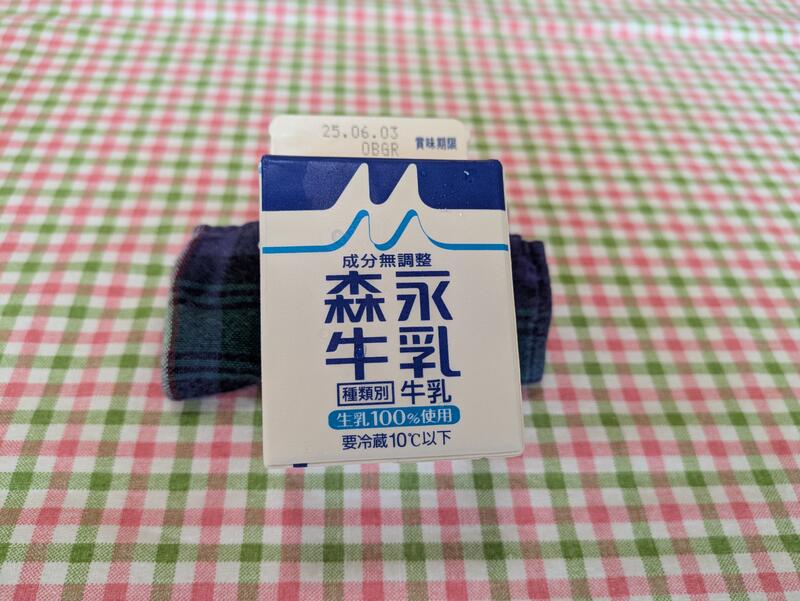 25.06.03
0BGR 賞味期限
成分無調整
森永
牛乳
種類別 牛乳
生乳100%使用
要冷蔵10℃以下